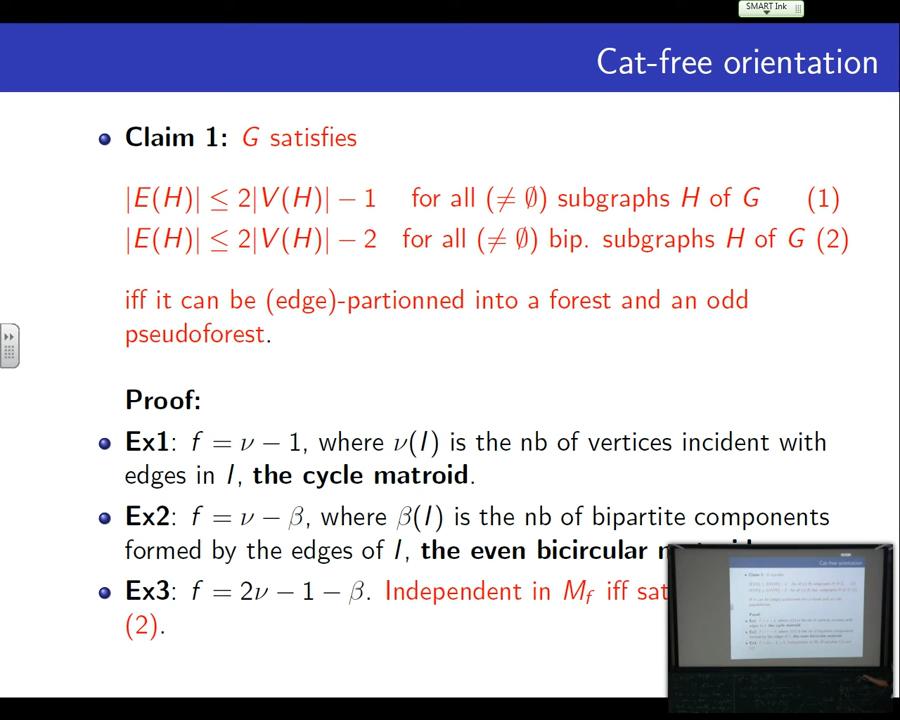 SMART Ink
Cat-free orientation
Claim 1: G satisfies
|E(H)| ≤ 2|V(H)| − 1 for all (≠ ∅) subgraphs H of G (1)
|E(H)| ≤ 2|V(H)| − 2 for all (≠ ∅) bip. subgraphs H of G (2)
iff it can be (edge)-partionned into a forest and an odd
pseudoforest.
Proof:
Ex1: f = ν − 1, where ν(I) is the nb of vertices incident with
edges in I, the cycle matroid.
Ex2: f = ν − β, where β(I) is the nb of bipartite components
formed by the edges of I, the even bicircular
Ex3: f = 2ν − 1 − β. Independent in M_f iff
(2).
Cat-free orientation